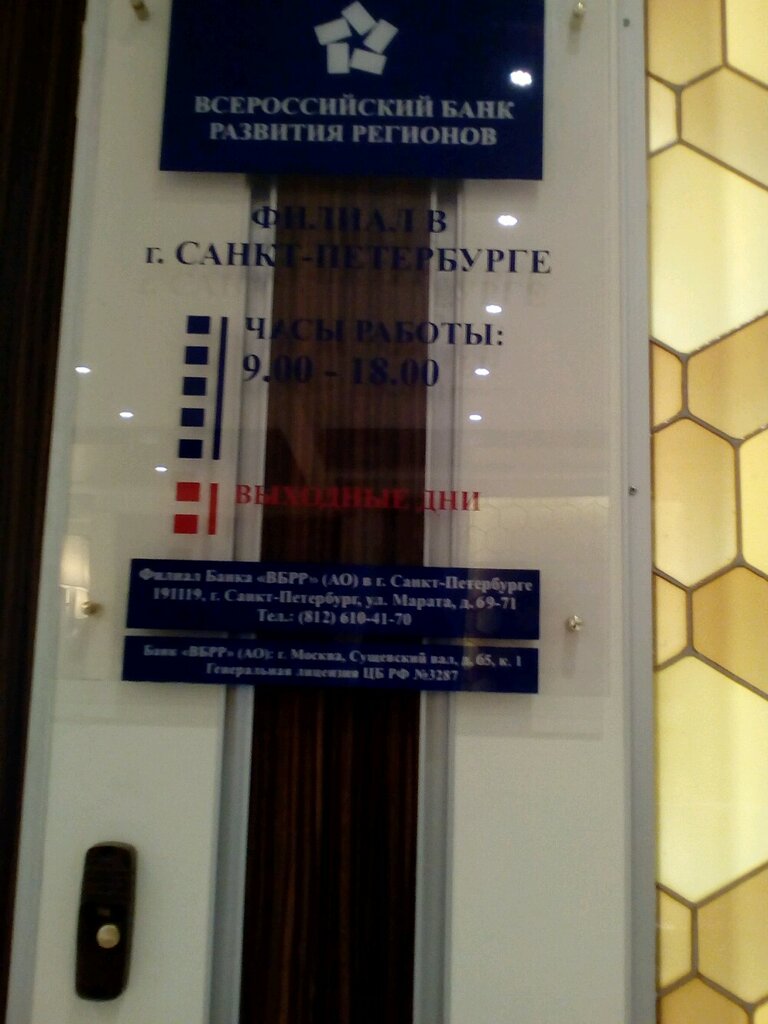 ВСЕРОССИЙСКИЙ БАНК
РАЗВИТИЯ РЕГИОНОВ
ФИЛИАЛ В
г. САНКТ-ПЕТЕРБУРГЕ
ЧАСЫ РАБОТЫ:
9.00 - 18.00
ВЫХОДНЫЕ ДНИ
Филиал Банка «ВБРР» (АО) в г. Санкт-Петербурге
191119, г. Санкт-Петербург, ул. Марата, д. 69-71
Тел.: (812) 610-41-70
Банк «ВБРР» (АО): г. Москва, Сущевский вал, д. 65, к. 1
Генеральная лицензия ЦБ РФ №3287